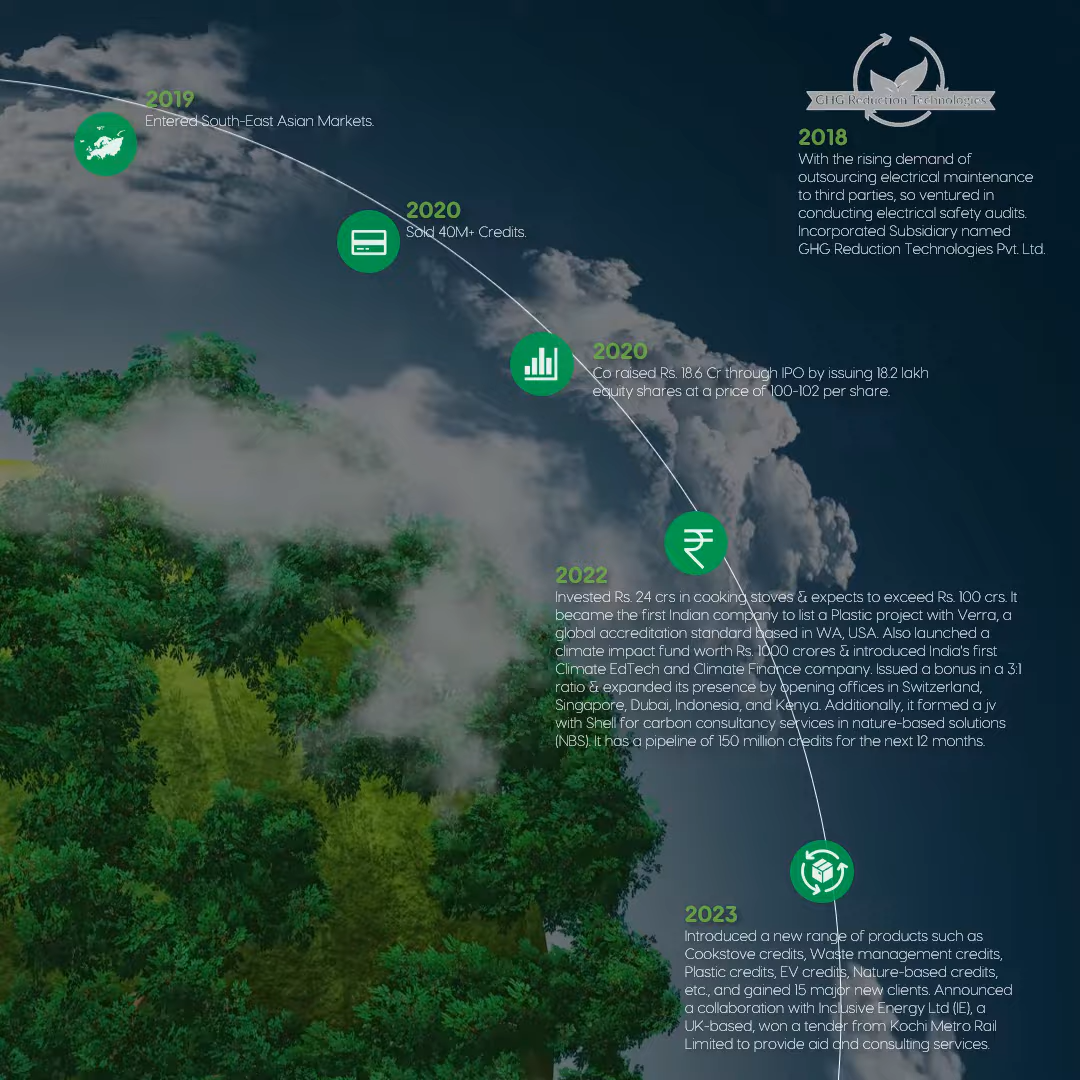 GHG Reduction Technologies
2018
With the rising demand of
outsourcing electrical maintenance
to third parties, so ventured in
conducting electrical safety audits.
Incorporated Subsidiary named
GHG Reduction Technologies Pvt. Ltd.
2019
Entered South-East Asian Markets.
2020
Sold 40M+ Credits.
2020
Co raised Rs. 18.6 Cr through IPO by issuing 18.2 lakh
equity shares at a price of 100-102 per share.
₹
2022
Invested Rs. 24 crs in cooking stoves & expects to exceed Rs. 100 crs. It
became the first Indian company to list a Plastic project with Verra, a
global accreditation standard based in WA, USA. Also launched a
climate impact fund worth Rs. 1000 crores & introduced India's first
Climate EdTech and Climate Finance company. Issued a bonus in a 3:1
ratio & expanded its presence by opening offices in Switzerland,
Singapore, Dubai, Indonesia, and Kenya. Additionally, it formed a jv
with Shell for carbon consultancy services in nature-based solutions
(NBS). It has a pipeline of 150 million credits for the next 12 months.
2023
Introduced a new range of products such as
Cookstove credits, Waste management credits,
Plastic credits, EV credits, Nature-based credits,
etc., and gained 15 major new clients. Announced
a collaboration with Inclusive Energy Ltd (IE), a
UK-based, won a tender from Kochi Metro Rail
Limited to provide aid and consulting services.